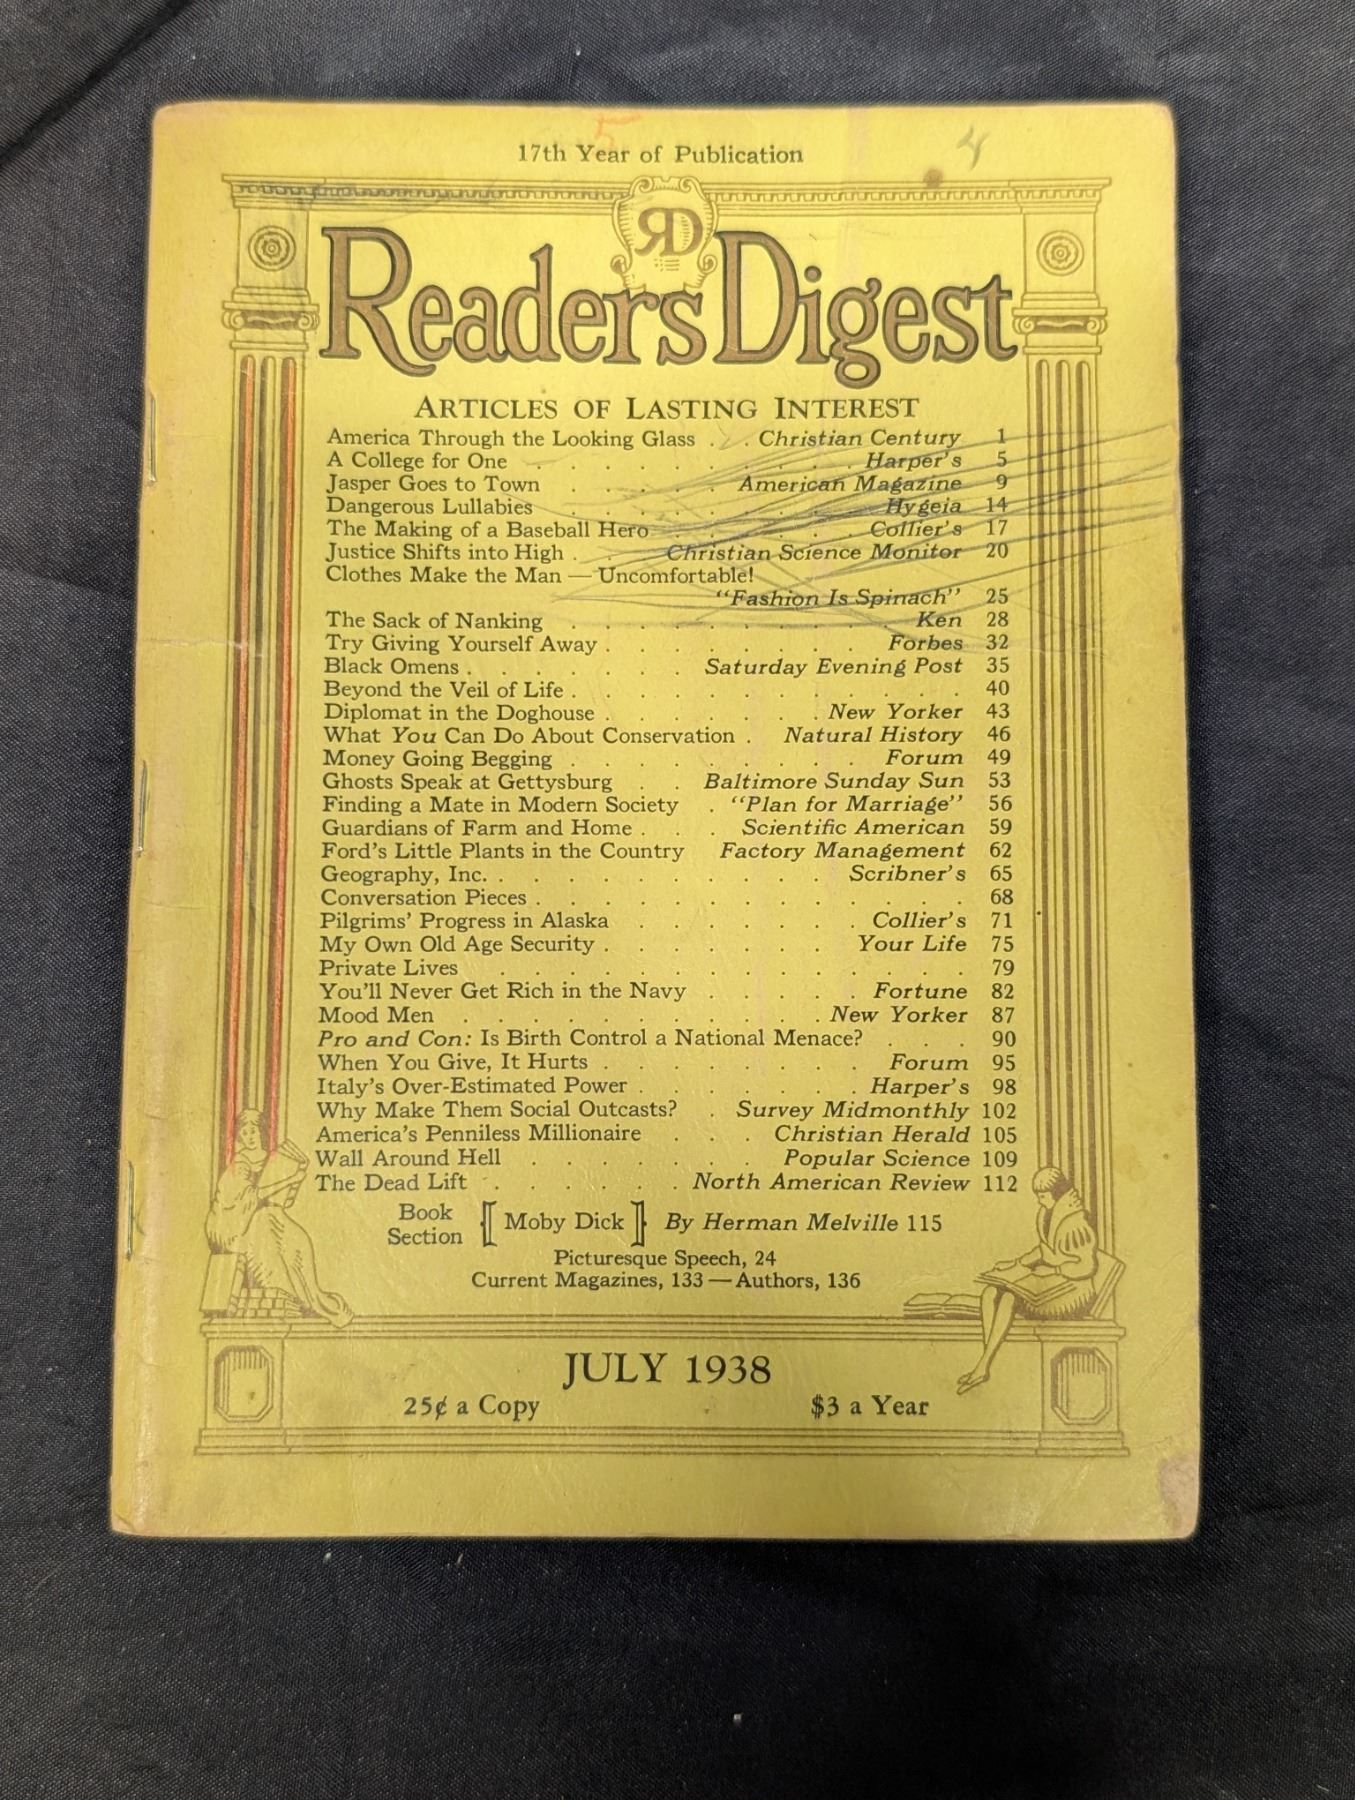 5
4
17th Year of Publication
RD
Readers Digest
ARTICLES OF LASTING INTEREST
America Through the Looking Glass . . Christian Century 1
A College for One . . . . . . . . . Harper's 5
Jasper Goes to Town . . . . . American Magazine 9
Dangerous Lullabies . . . . . . . . . Hygeia 14
The Making of a Baseball Hero . . . . . . Collier's 17
Justice Shifts into High . . . Christian Science Monitor 20
Clothes Make the Man — Uncomfortable!
"Fashion Is Spinach" 25
The Sack of Nanking . . . . . . . . . . Ken 28
Try Giving Yourself Away . . . . . . . . Forbes 32
Black Omens . . . . . . . Saturday Evening Post 35
Beyond the Veil of Life . . . . . . . . . . . . 40
Diplomat in the Doghouse . . . . . . . New Yorker 43
What You Can Do About Conservation . Natural History 46
Money Going Begging . . . . . . . . . Forum 49
Ghosts Speak at Gettysburg . . Baltimore Sunday Sun 53
Finding a Mate in Modern Society . "Plan for Marriage" 56
Guardians of Farm and Home . . . Scientific American 59
Ford's Little Plants in the Country Factory Management 62
Geography, Inc. . . . . . . . . . . Scribner's 65
Conversation Pieces . . . . . . . . . . . . . 68
Pilgrims' Progress in Alaska . . . . . . . Collier's 71
My Own Old Age Security . . . . . . . Your Life 75
Private Lives . . . . . . . . . . . . . . 79
You'll Never Get Rich in the Navy . . . . . Fortune 82
Mood Men . . . . . . . . . . . New Yorker 87
Pro and Con: Is Birth Control a National Menace? . . . 90
When You Give, It Hurts . . . . . . . . Forum 95
Italy's Over-Estimated Power . . . . . . . Harper's 98
Why Make Them Social Outcasts? . Survey Midmonthly 102
America's Penniless Millionaire . . . Christian Herald 105
Wall Around Hell . . . . . . . Popular Science 109
The Dead Lift . . . . . . North American Review 112
Book Section [Moby Dick] By Herman Melville 115
Picturesque Speech, 24
Current Magazines, 133 — Authors, 136
JULY 1938
25¢ a Copy $3 a Year